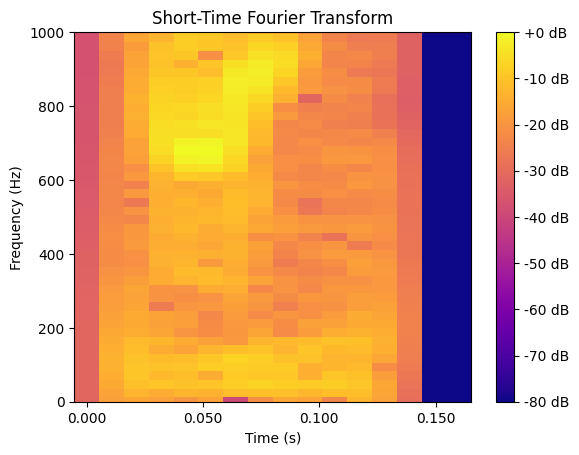 Short-Time Fourier Transform
1000
800
600
400
200
0
Frequency (Hz)
0.000
0.050
0.100
0.150
Time (s)
+0 dB
-10 dB
-20 dB
-30 dB
-40 dB
-50 dB
-60 dB
-70 dB
-80 dB